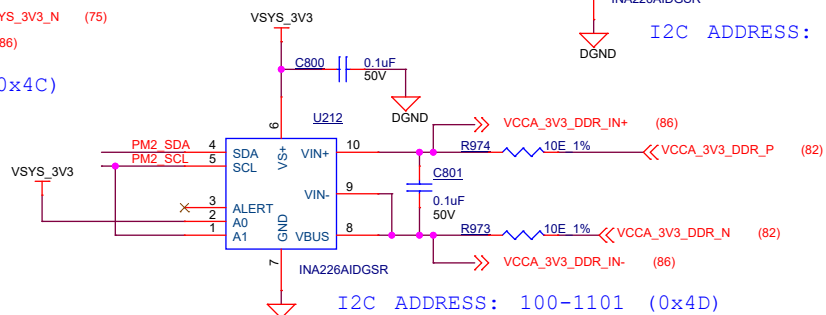 YS_3V3_N (75)
86)
0x4C)
INA226AIDGSR
I2C ADDRESS:
DGND
VSYS_3V3
C800 0.1uF
50V
DGND
U212
VCCA_3V3_DDR_IN+ (86)
6
PM2_SDA 4 SDA VS+ VIN+ 10 R974 10E_1% VCCA_3V3_DDR_P (82)
PM2_SCL 5 SCL
VSYS_3V3
C801
0.1uF
50V
VIN- 9
3 ALERT
2 A0
1 A1 GND VBUS 8 R973 10E_1% VCCA_3V3_DDR_N (82)
7
INA226AIDGSR
VCCA_3V3_DDR_IN- (86)
I2C ADDRESS: 100-1101 (0x4D)